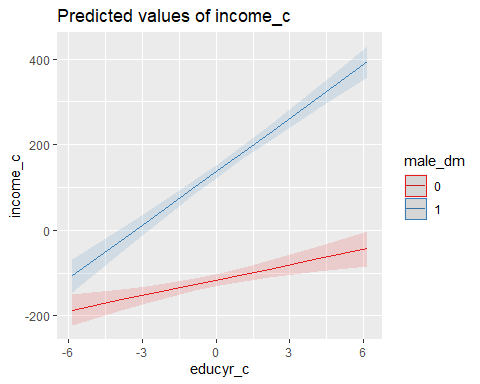 Predicted values of income_c
400
200
0
-200
income_c
-6
-3
0
3
6
educyr_c
male_dm
0
1